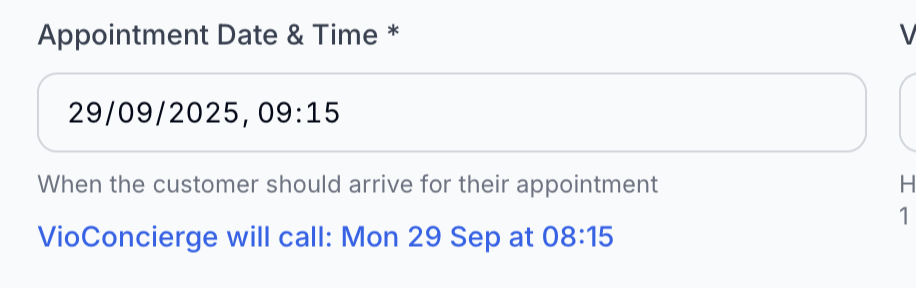 Appointment Date & Time *
V
29/09/2025, 09:15
When the customer should arrive for their appointment
H
1
VioConcierge will call: Mon 29 Sep at 08:15